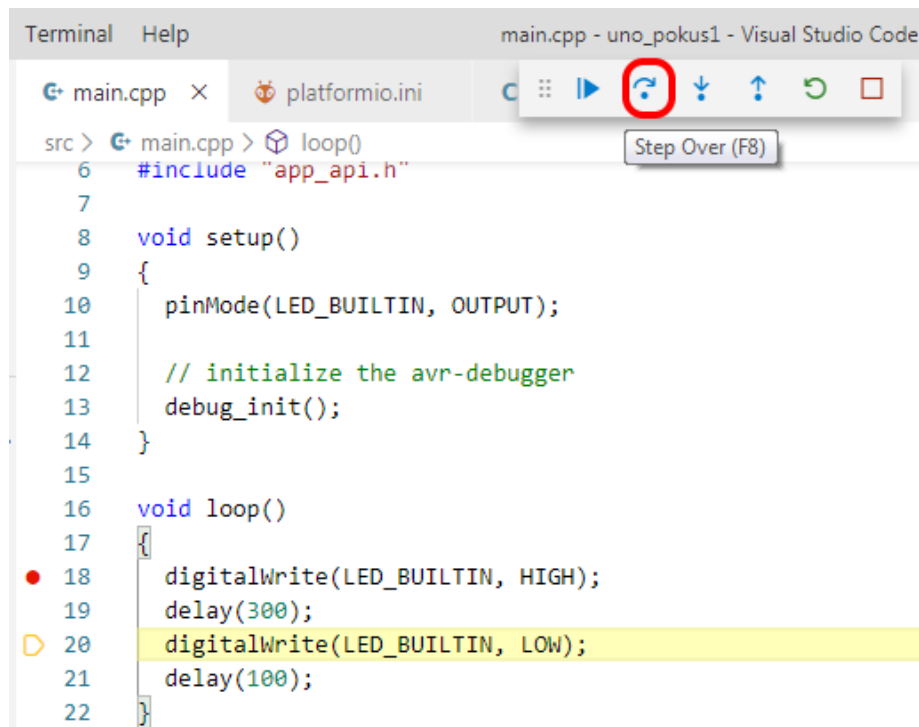 Terminal Help main.cpp - uno_pokus1 - Visual Studio Code
main.cpp × platformio.ini C
src > main.cpp > loop()
Step Over (F8)
6 #include "app_api.h"
7
8 void setup()
9 {
10 pinMode(LED_BUILTIN, OUTPUT);
11
12 // initialize the avr-debugger
13 debug_init();
14 }
15
16 void loop()
17 {
18 digitalWrite(LED_BUILTIN, HIGH);
19 delay(300);
20 digitalWrite(LED_BUILTIN, LOW);
21 delay(100);
22 }